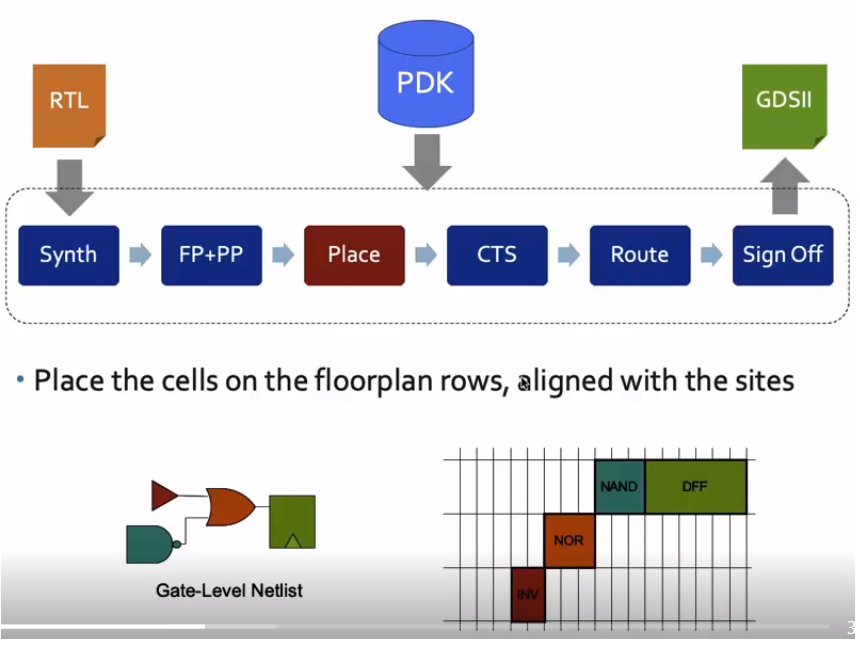 RTL
PDK
GDSII
Synth
FP+PP
Place
CTS
Route
Sign Off
• Place the cells on the floorplan rows, aligned with the sites
NAND
DFF
NOR
INV
Gate-Level Netlist
3